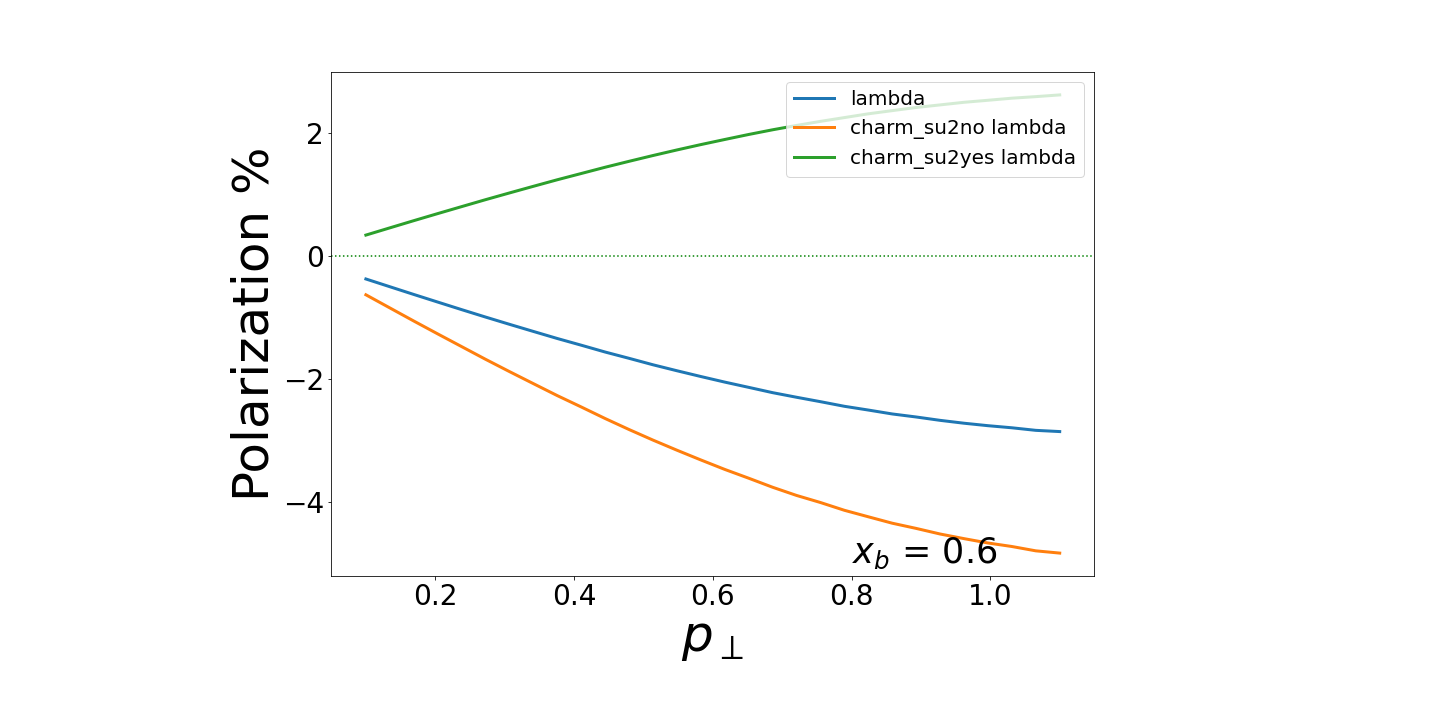 lambda
charm_su2no lambda
charm_su2yes lambda
Polarization %
2
0
−2
−4
x_b = 0.6
0.2 0.4 0.6 0.8 1.0
p⊥